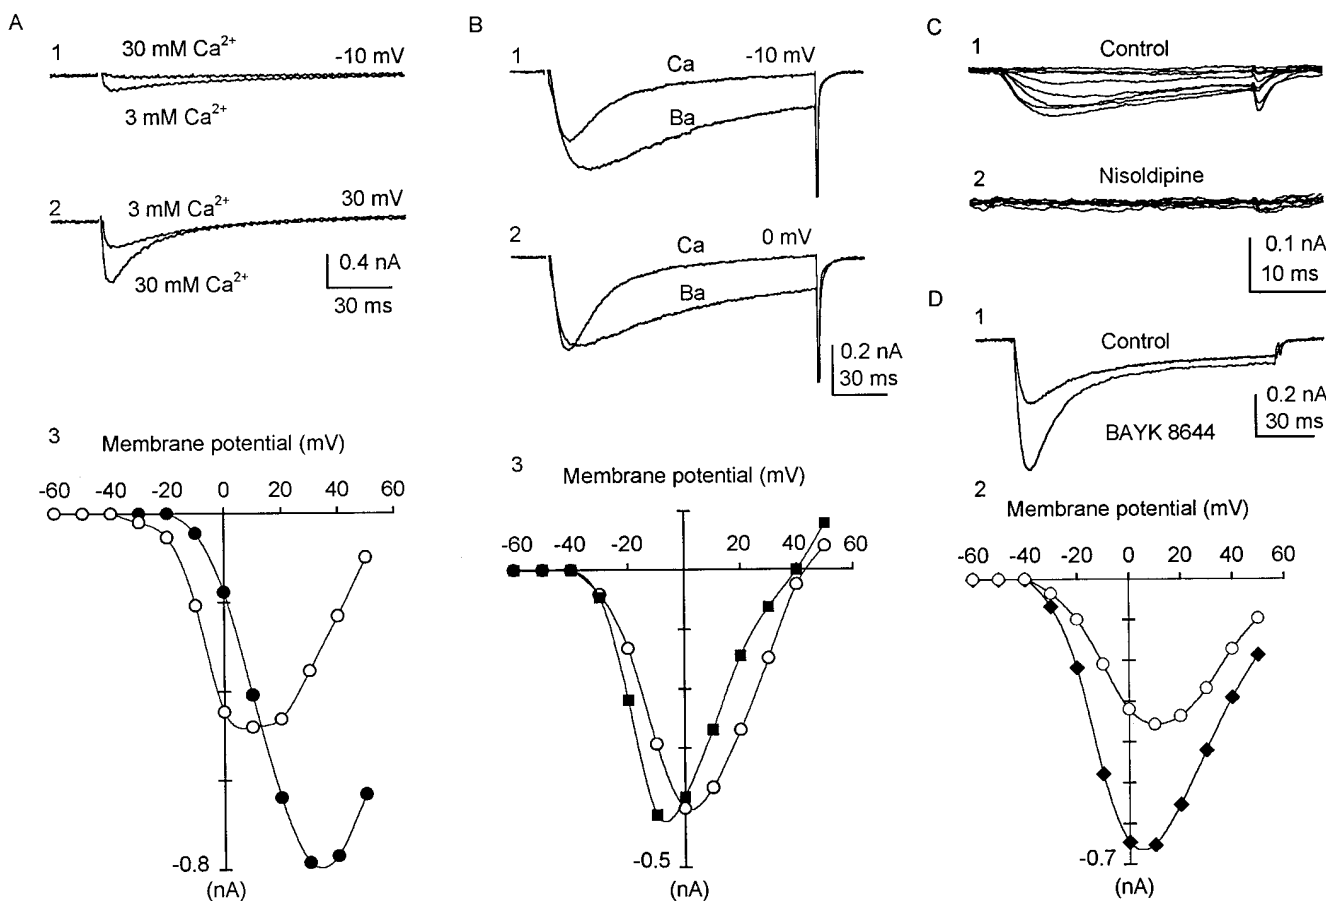 A
1
30 mM Ca²⁺
-10 mV
3 mM Ca²⁺
2
3 mM Ca²⁺
30 mV
30 mM Ca²⁺
0.4 nA
30 ms
3
Membrane potential (mV)
-60 -40 -20 0 20 40 60
-0.8
(nA)
B
1
Ca
-10 mV
Ba
2
Ca
0 mV
Ba
0.2 nA
30 ms
3
Membrane potential (mV)
-60 -40 -20 20 40 60
-0.5
(nA)
C
1
Control
2
Nisoldipine
0.1 nA
10 ms
D
1
Control
0.2 nA
30 ms
BAYK 8644
2
Membrane potential (mV)
-60 -40 -20 0 20 40 60
-0.7
(nA)